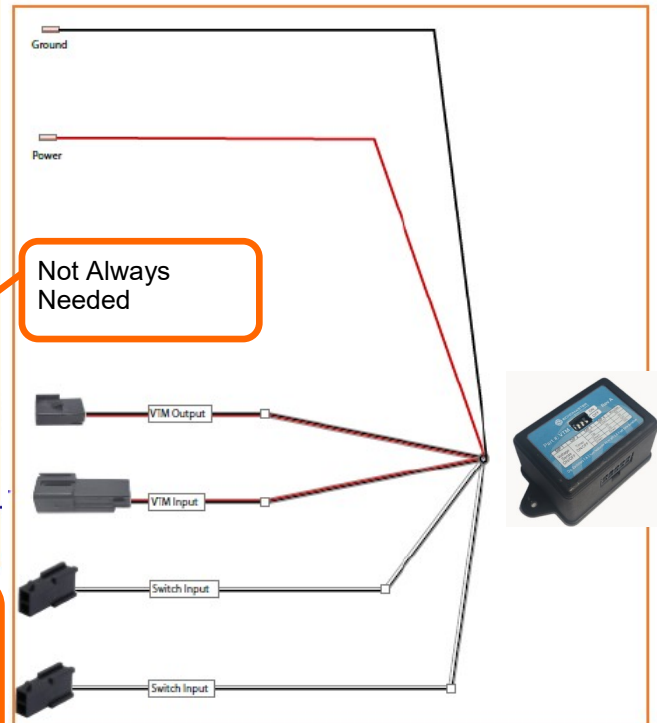 Ground
Power
Not Always
Needed
VTM Output
VTM Input
Switch Input
Switch Input